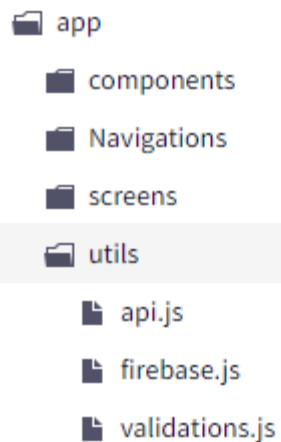 app
components
Navigations
screens
utils
api.js
firebase.js
validations.js